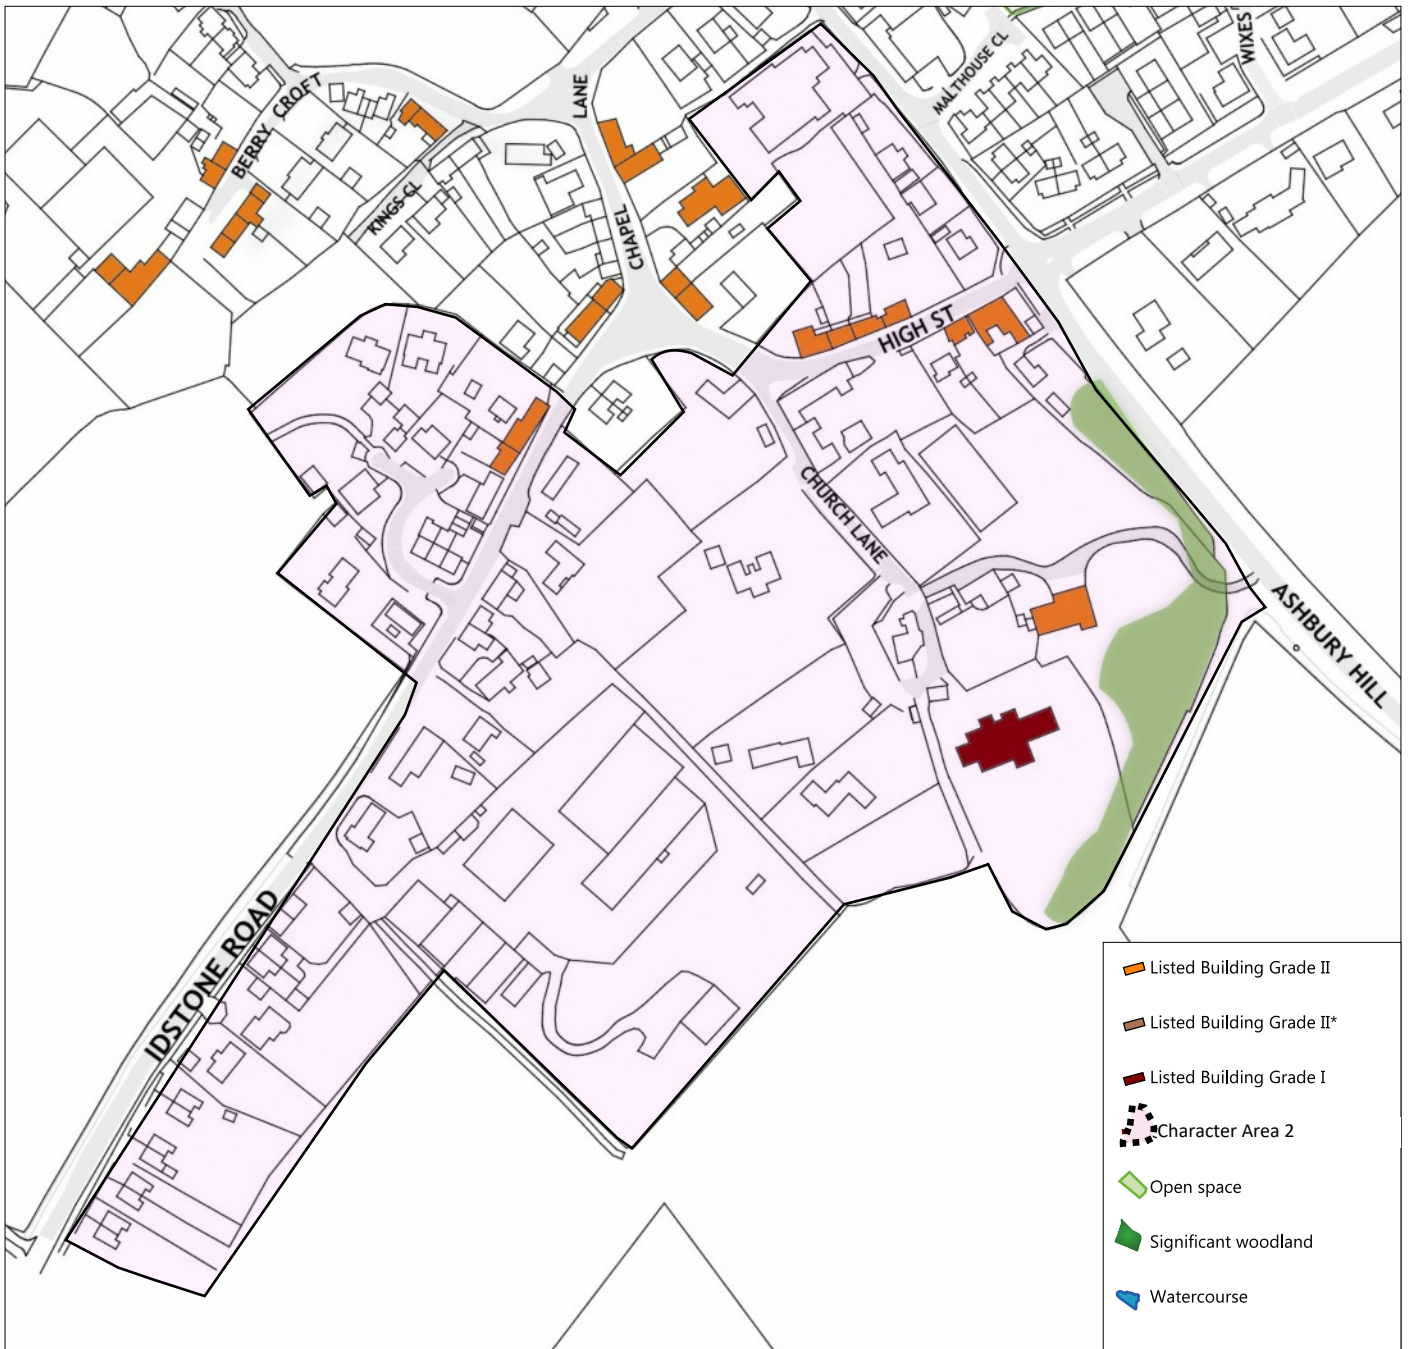 WIXES
MALTHOUSE CL
LANE
BERRY CROFT
KINGS CL
CHAPEL
HIGH ST
CHURCH LANE
ASHBURY HILL
IDSTONE ROAD
Listed Building Grade II
Listed Building Grade II*
Listed Building Grade I
Character Area 2
Open space
Significant woodland
Watercourse